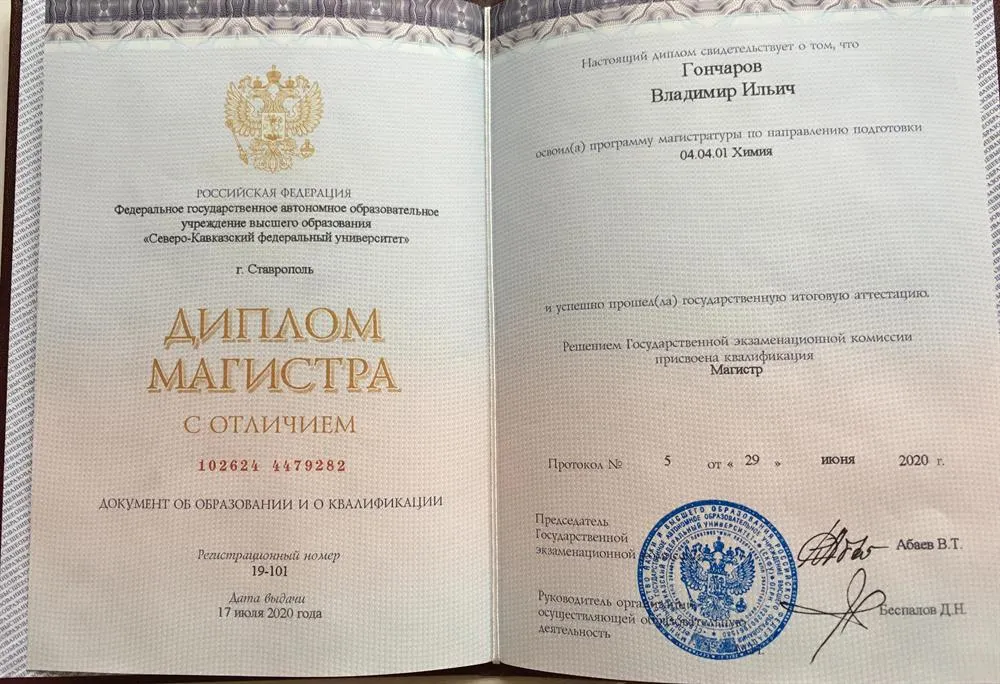 РОССИЙСКАЯ ФЕДЕРАЦИЯ
Федеральное государственное автономное образовательное
учреждение высшего образования
«Северо-Кавказский федеральный университет»
г. Ставрополь
ДИПЛОМ
МАГИСТРА
С ОТЛИЧИЕМ
102624 4479282
ДОКУМЕНТ ОБ ОБРАЗОВАНИИ И О КВАЛИФИКАЦИИ
Регистрационный номер
19-101
Дата выдачи
17 июля 2020 года
Настоящий диплом свидетельствует о том, что
Гончаров
Владимир Ильич
освоил(а) программу магистратуры по направлению подготовки
04.04.01 Химия
и успешно прошел(ла) государственную итоговую аттестацию.
Решением Государственной экзаменационной комиссии
присвоена квалификация
Магистр
Протокол № 5 от « 29 » июня 2020 г.
Председатель
Государственной
экзаменационной
Абаев В.Т.
Руководитель организации,
осуществляющей образовательную
деятельность
Беспалов Д.Н.